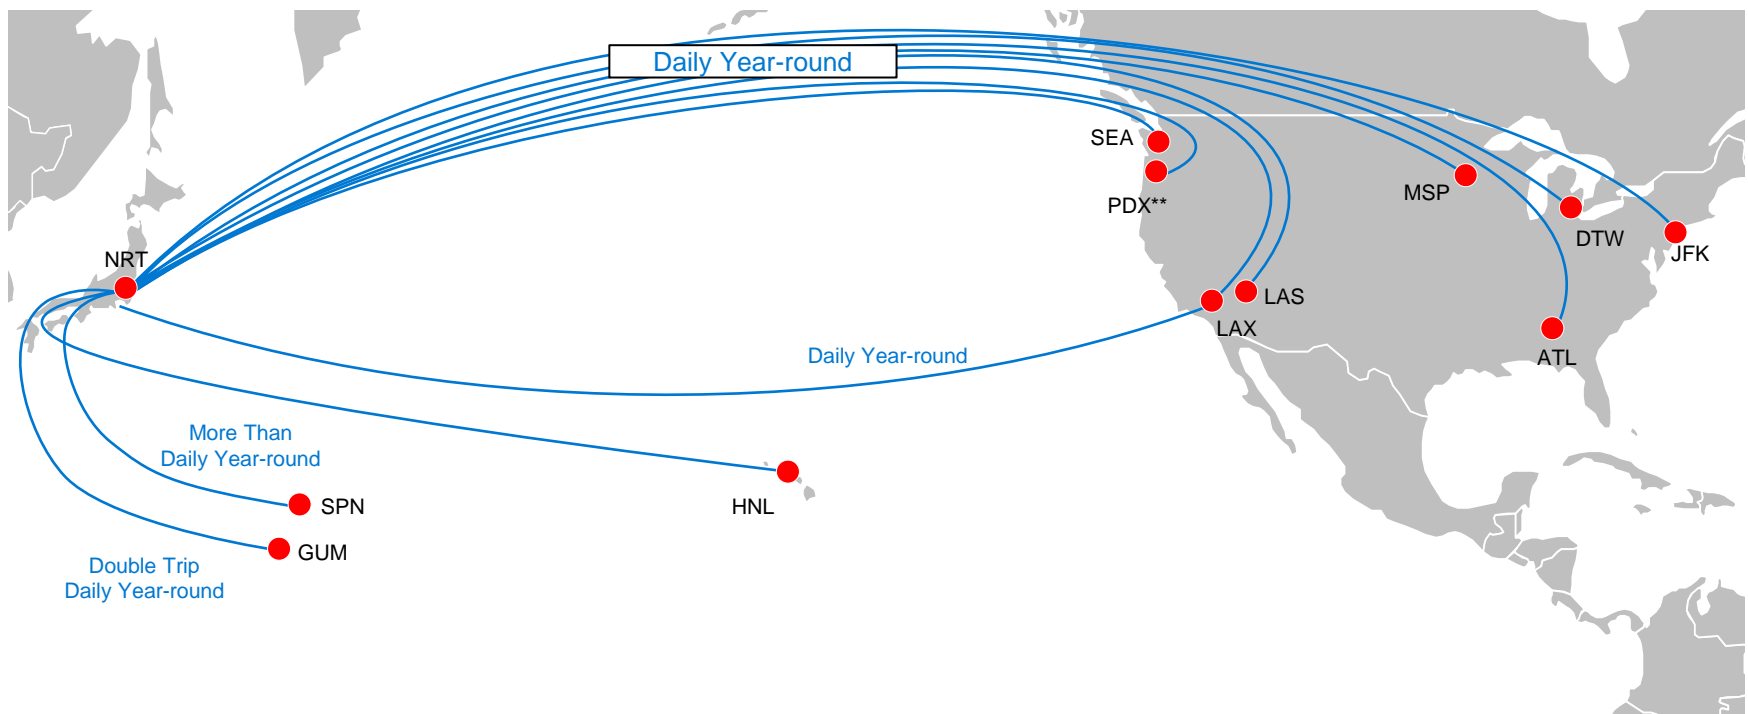 Daily Year-round
SEA
PDX**
MSP
DTW
JFK
NRT
LAS
LAX
ATL
Daily Year-round
More Than
Daily Year-round
SPN
HNL
GUM
Double Trip
Daily Year-round